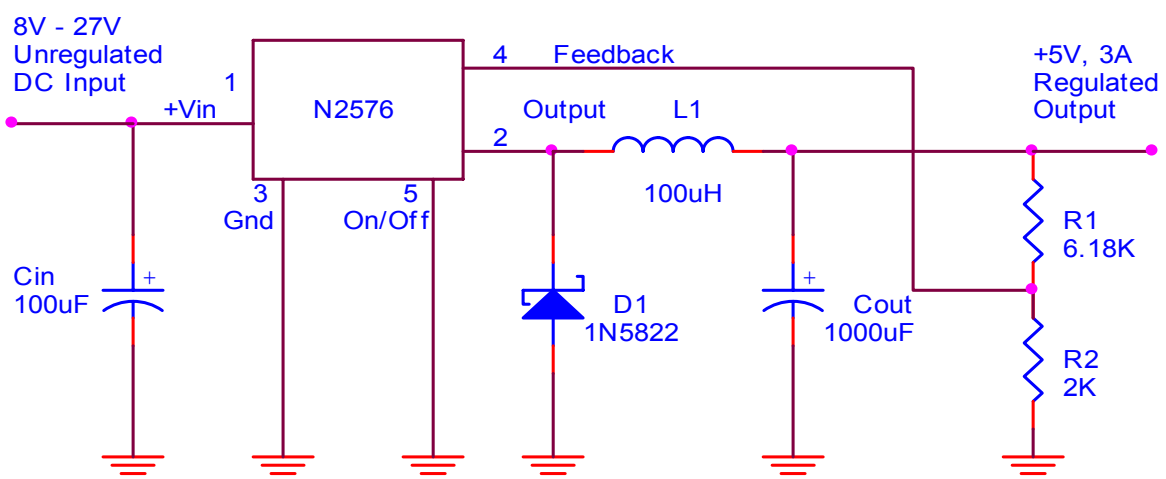 8V - 27V
Unregulated
DC Input
1
+Vin
N2576
4
Feedback
2
Output
L1
100uH
+5V, 3A
Regulated
Output
3
Gnd
5
On/Off
Cin
100uF
+
D1
1N5822
+
Cout
1000uF
R1
6.18K
R2
2K